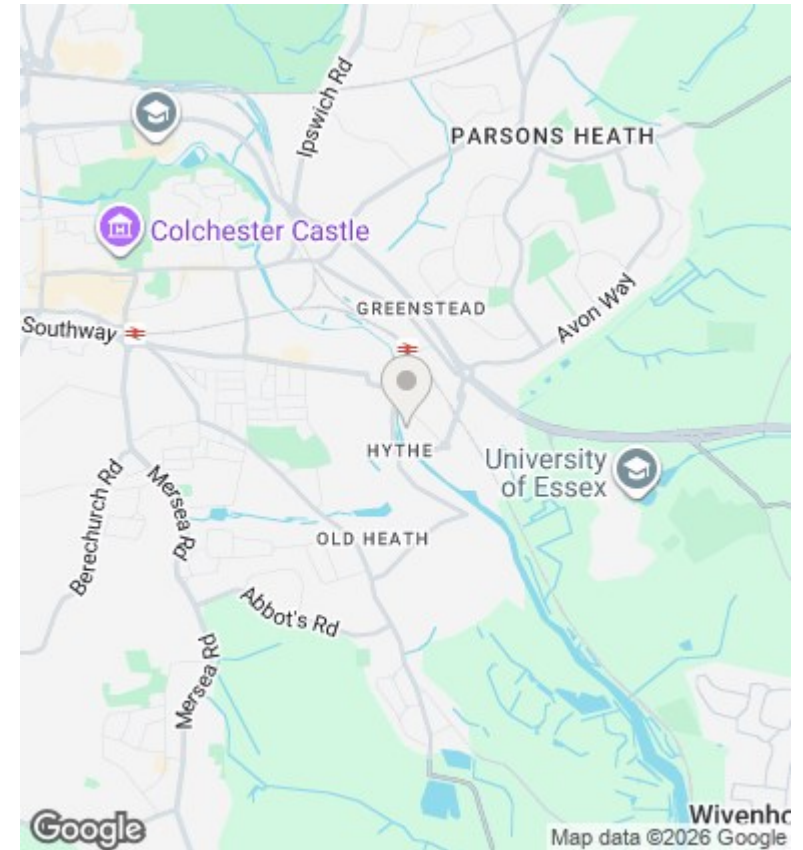 Ipswich Rd
PARSONS HEATH
Colchester Castle
GREENSTEAD
Avon Way
Southway
HYTHE
University
of Essex
Berechurch Rd
Mersea Rd
OLD HEATH
Abbot's Rd
Mersea Rd
Wivenho
Google
Map data ©2026 Google